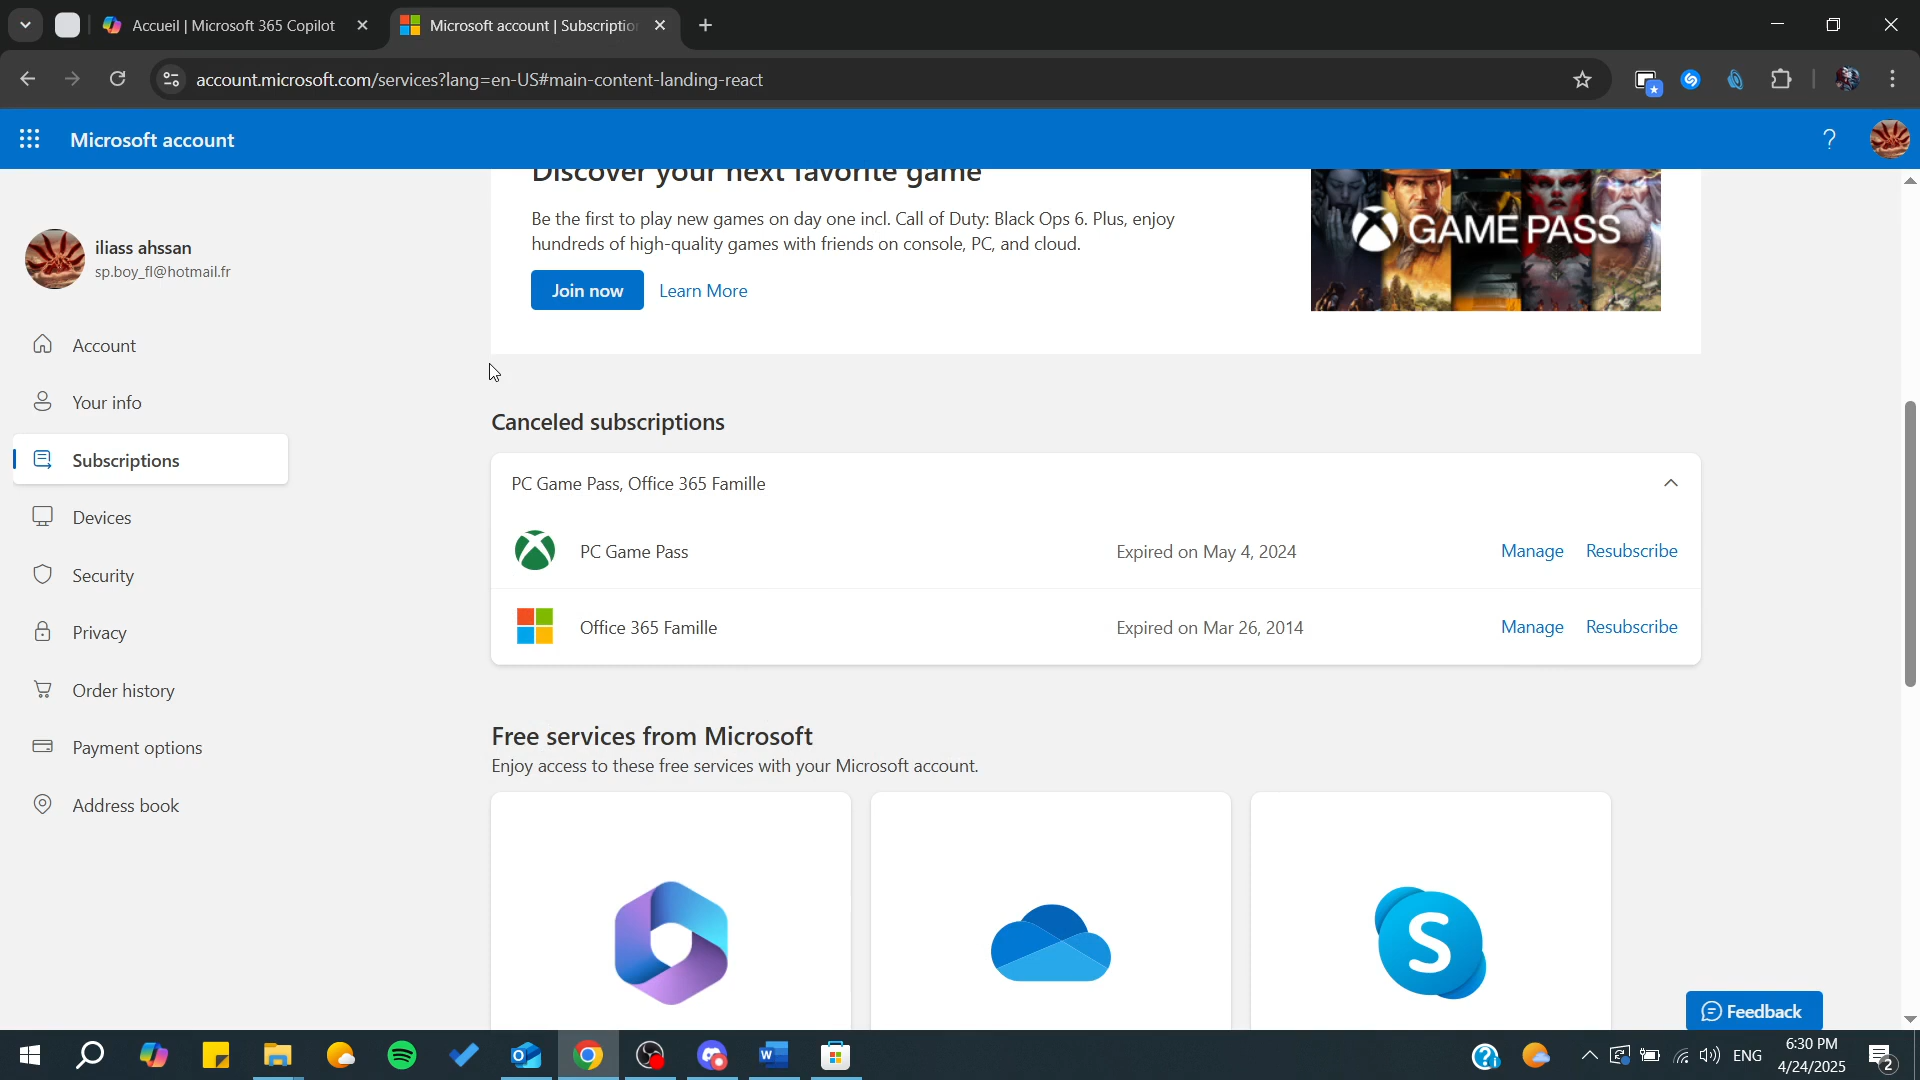 Accueil | Microsoft 365 Copilot
Microsoft account | Subscription
account.microsoft.com/services?lang=en-US#main-content-landing-react
Microsoft account
?
iliass ahssan
sp.boy_fl@hotmail.fr
Account
Your info
Subscriptions
Devices
Security
Privacy
Order history
Payment options
Address book
Discover your next favorite game
Be the first to play new games on day one incl. Call of Duty: Black Ops 6. Plus, enjoy
hundreds of high-quality games with friends on console, PC, and cloud.
Join now
Learn More
GAME PASS
Canceled subscriptions
PC Game Pass, Office 365 Famille
PC Game Pass
Expired on May 4, 2024
Manage
Resubscribe
Office 365 Famille
Expired on Mar 26, 2014
Manage
Resubscribe
Free services from Microsoft
Enjoy access to these free services with your Microsoft account.
S
Feedback
ENG
6:30 PM
4/24/2025
2